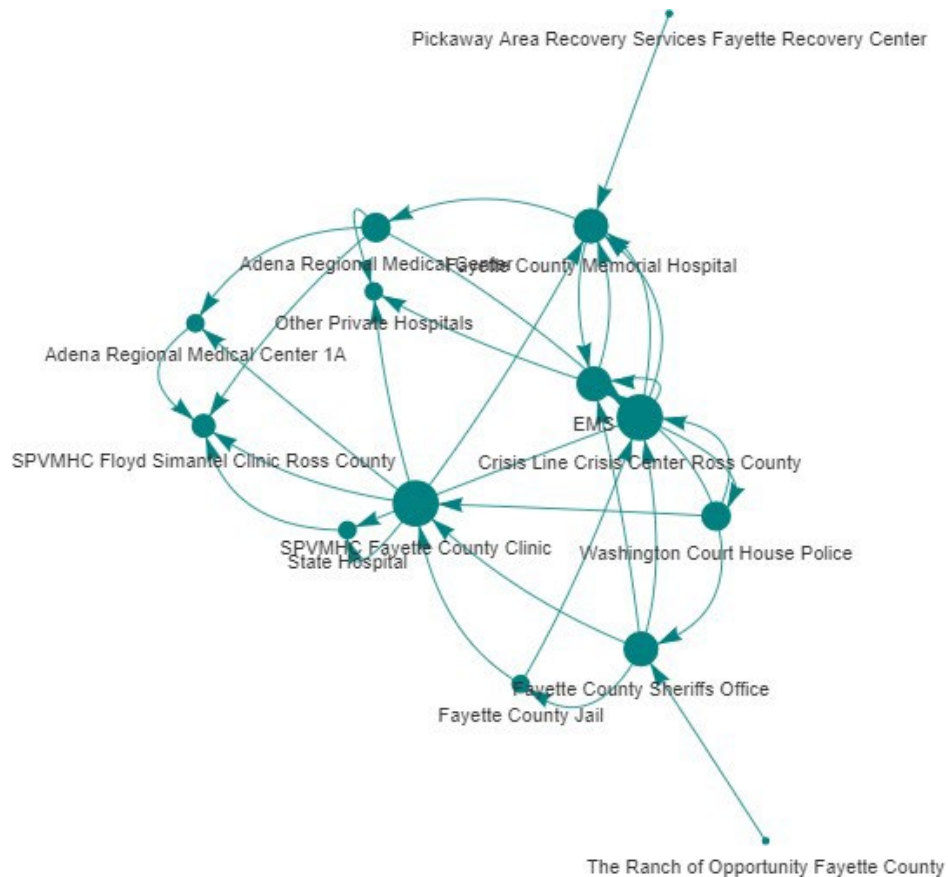 Pickaway Area Recovery Services Fayette Recovery Center
Adena Regional Medical Center
Fayette County Memorial Hospital
Other Private Hospitals
Adena Regional Medical Center 1A
EMS
SPVMHC Floyd Simantel Clinic Ross County
Crisis Line Crisis Center Ross County
SPVMHC Fayette County Clinic
Washington Court House Police
State Hospital
Fayette County Sheriffs Office
Fayette County Jail
The Ranch of Opportunity Fayette County